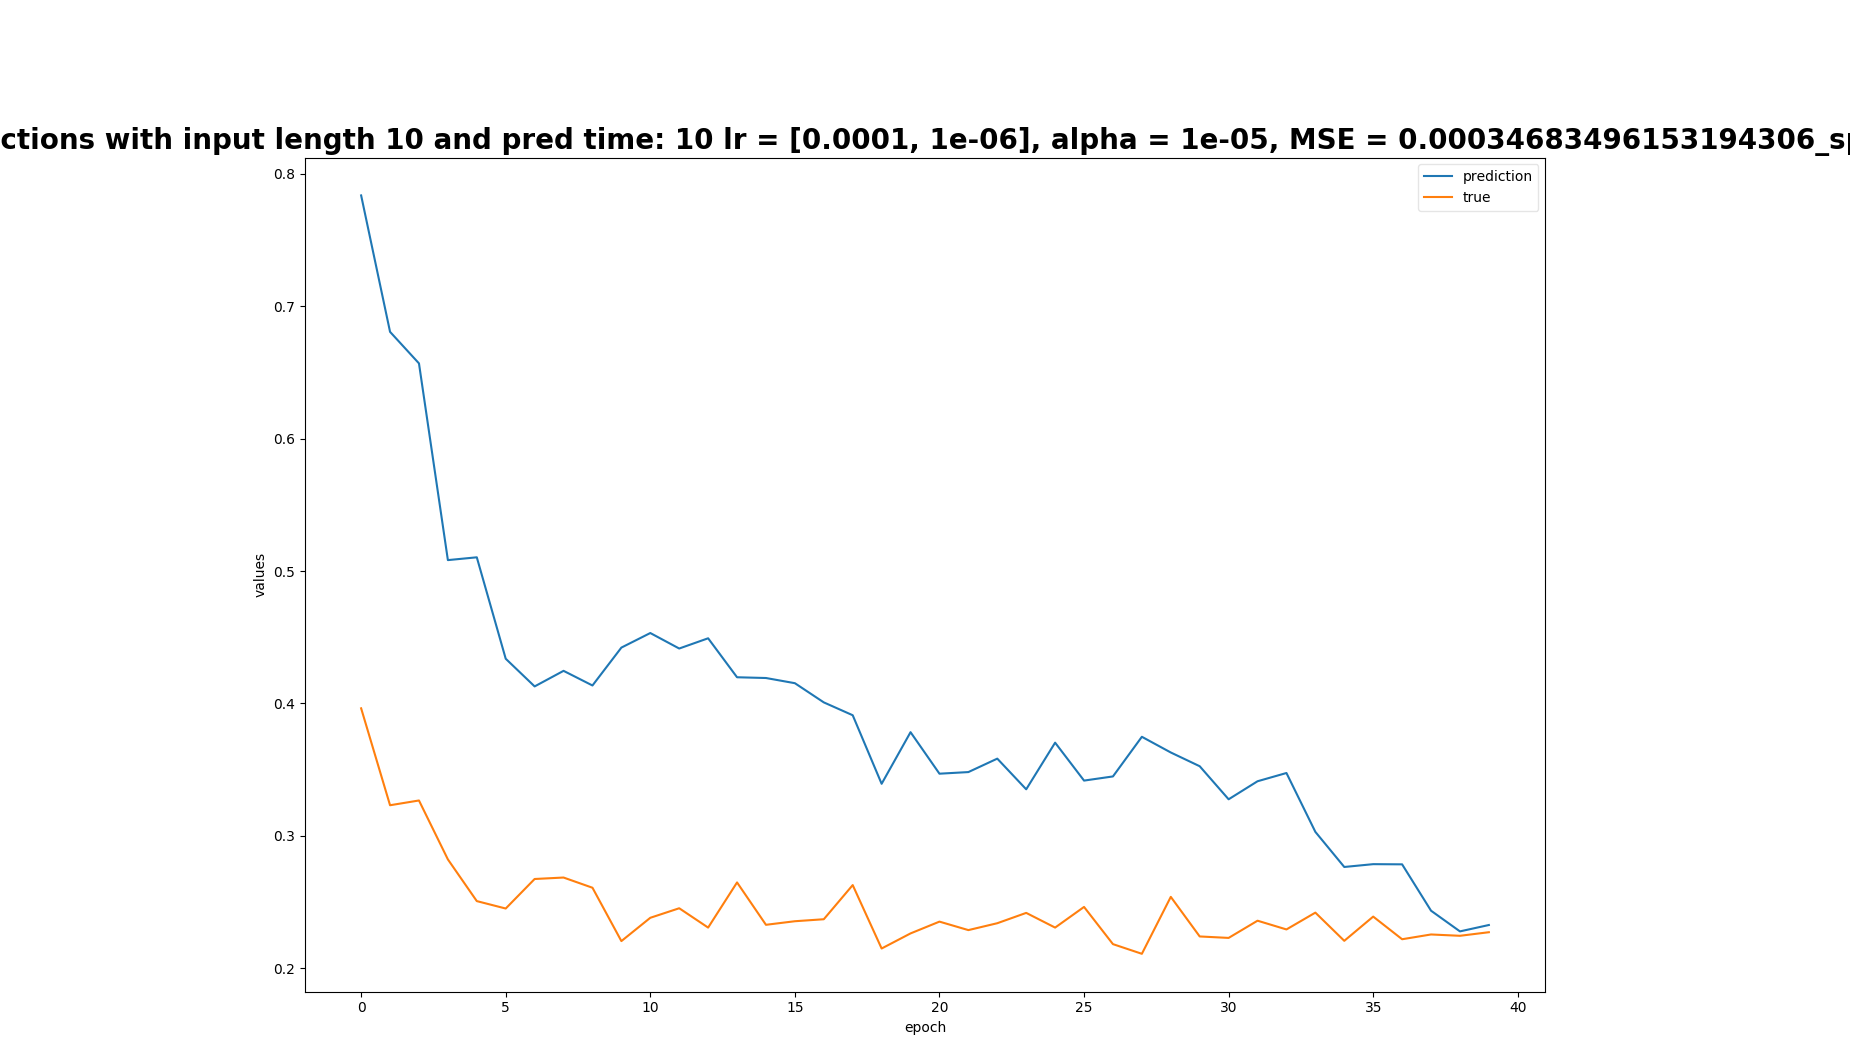 ctions with input length 10 and pred time: 10 lr = [0.0001, 1e-06], alpha = 1e-05, MSE = 0.00034683496153194306_sp
prediction
true
0.8
0.7
0.6
0.5
0.4
0.3
0.2
values
0 5 10 15 20 25 30 35 40
epoch